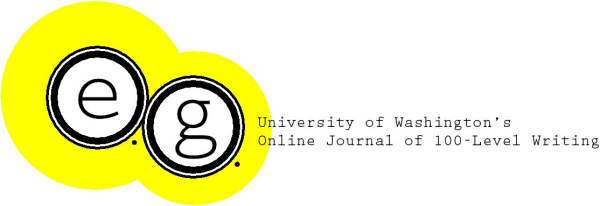 e.g.
University of Washington's
Online Journal of 100-Level Writing